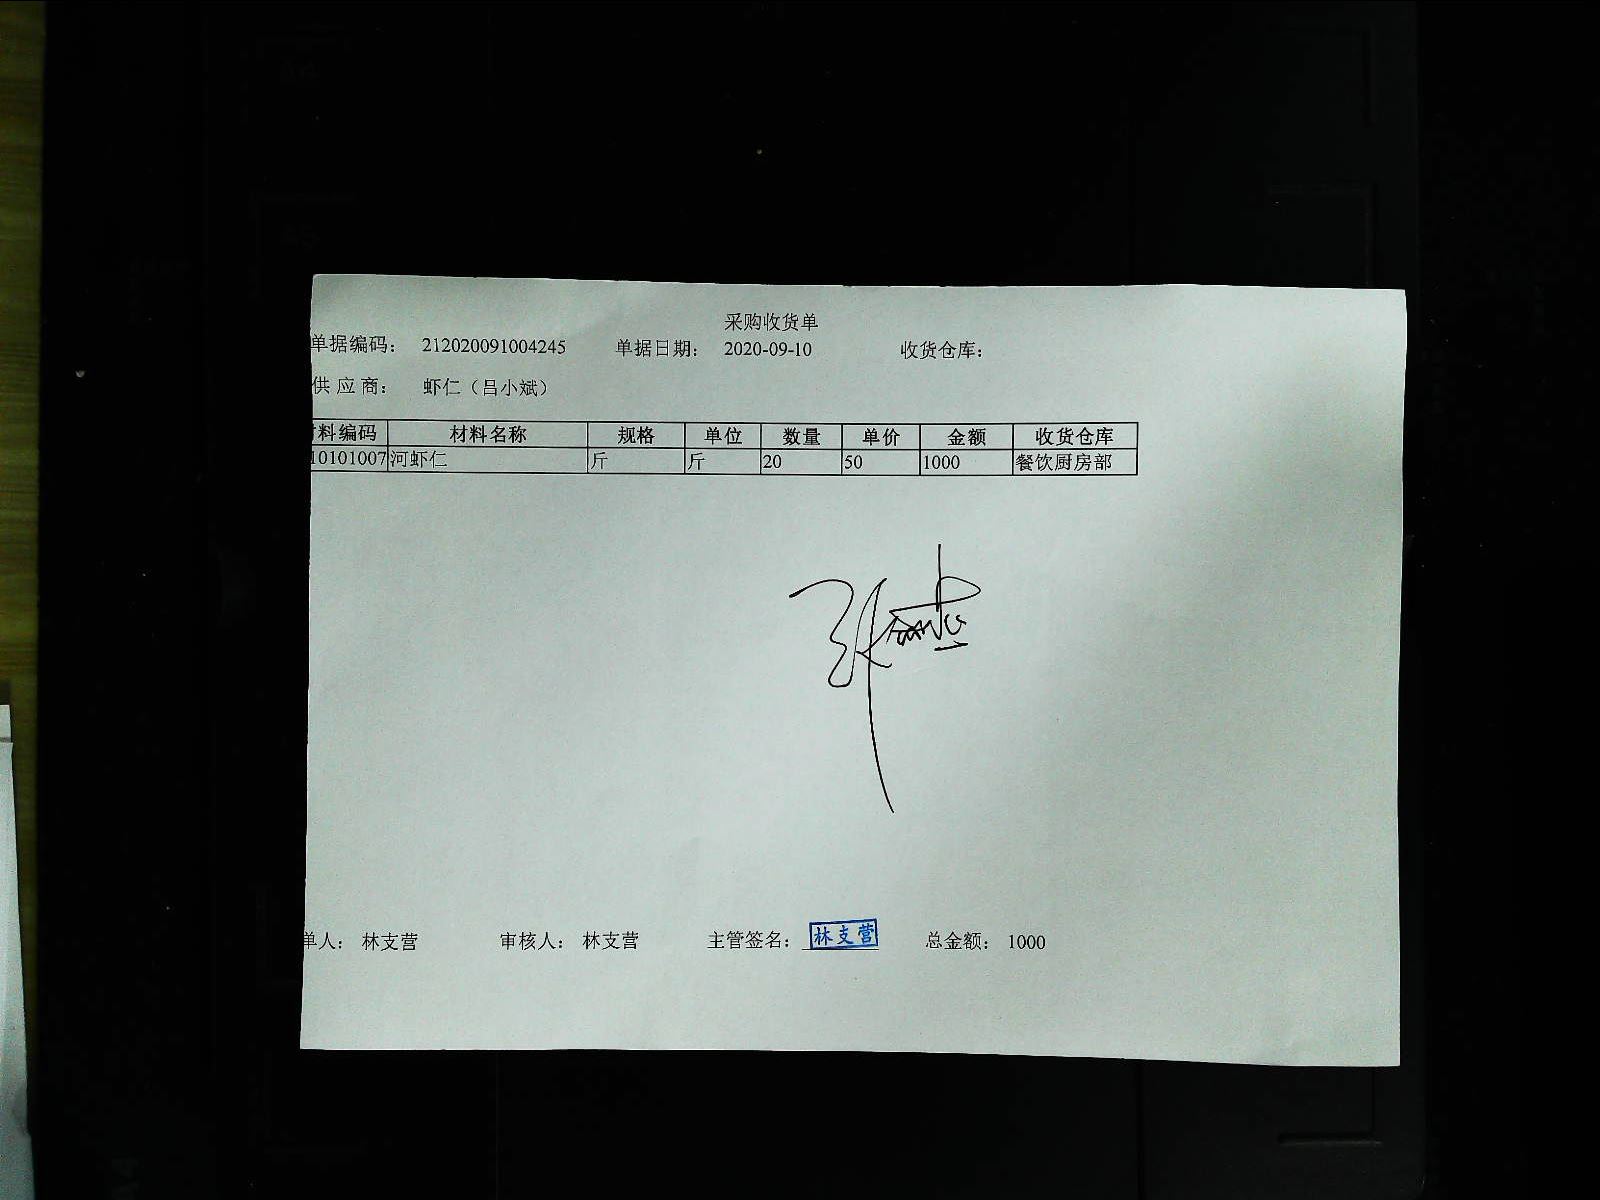 采购收货单
单据编码： 212020091004245 单据日期： 2020-09-10 收货仓库：
供应商： 虾仁（吕小斌）
料编码 材料名称 规格 单位 数量 单价 金额 收货仓库
10101007 河虾仁 斤 斤 20 50 1000 餐饮厨房部
单人： 林支营 审核人： 林支营 主管签名： 林支营 总金额： 1000